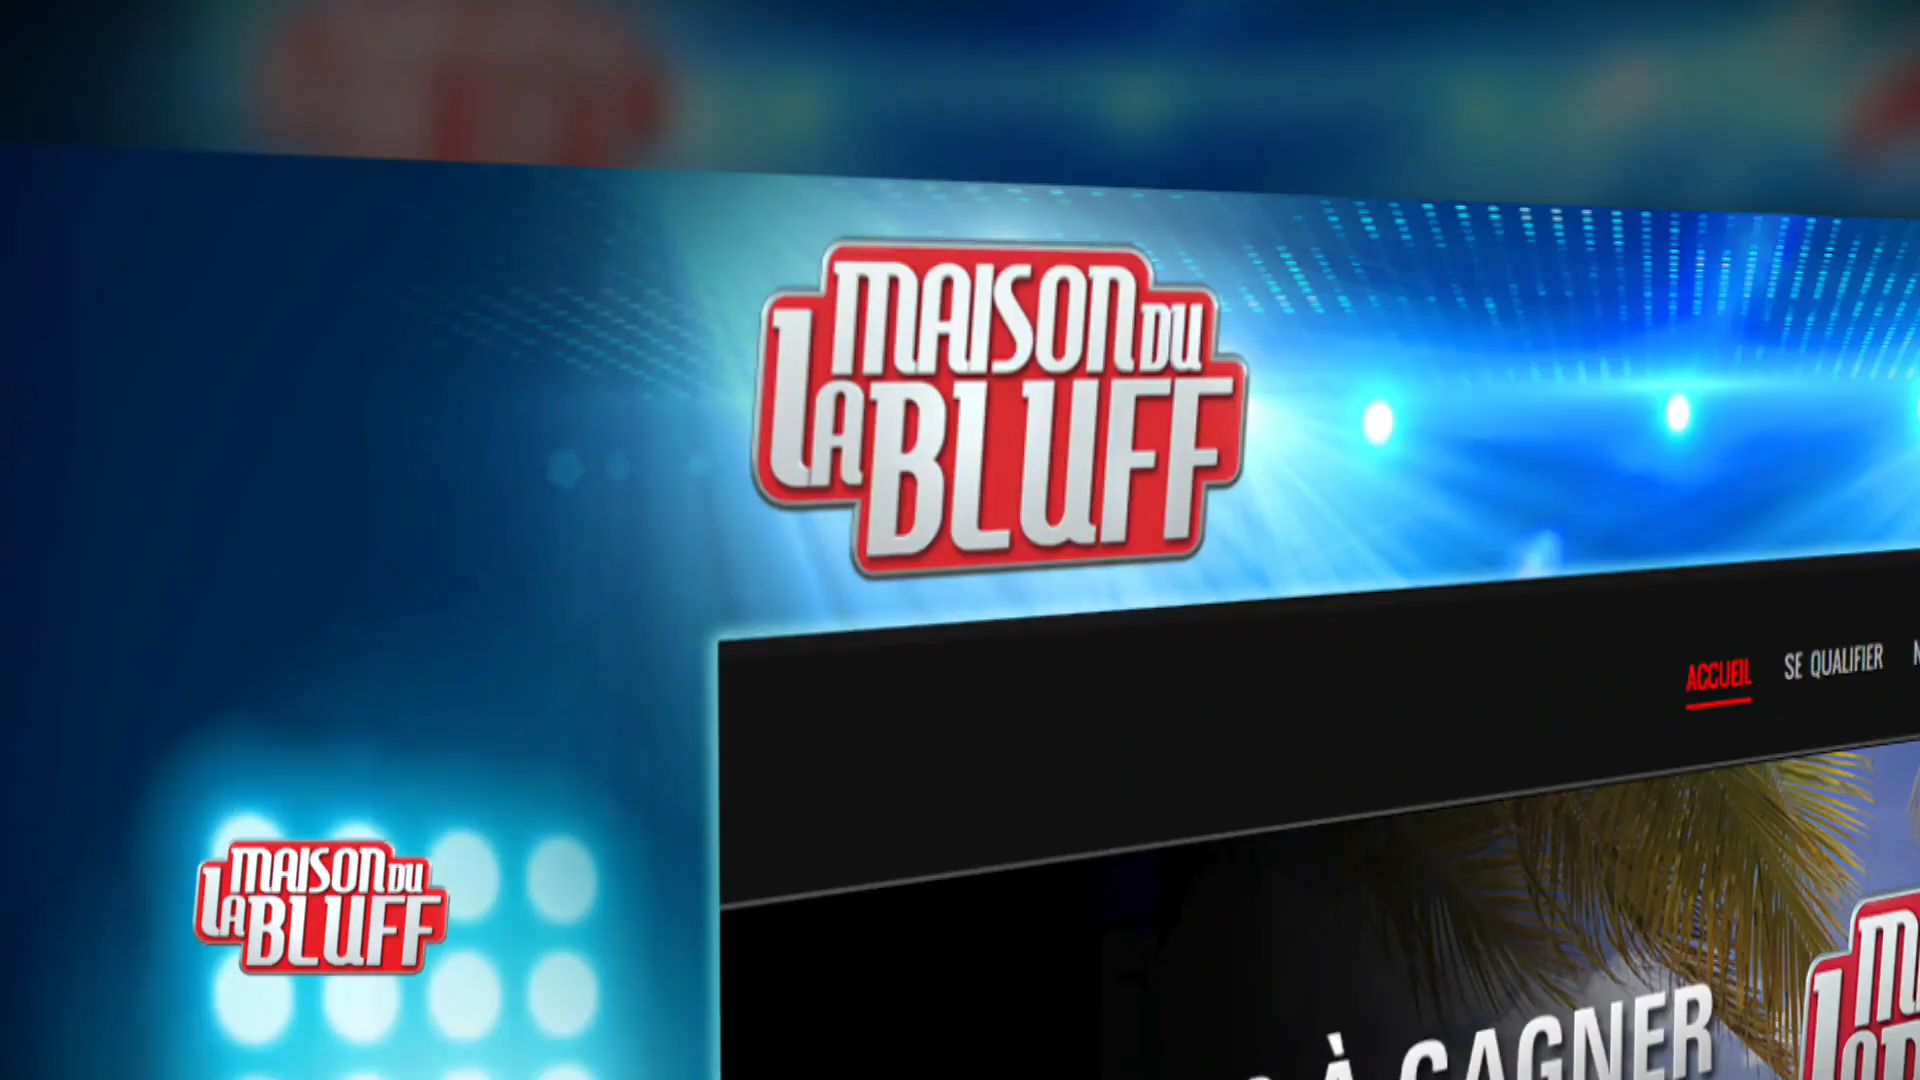 MAISON DU
LA BLUFF
ACCUEIL SE QUALIFIER
MAISON DU
LA BLUFF
À GAGNER